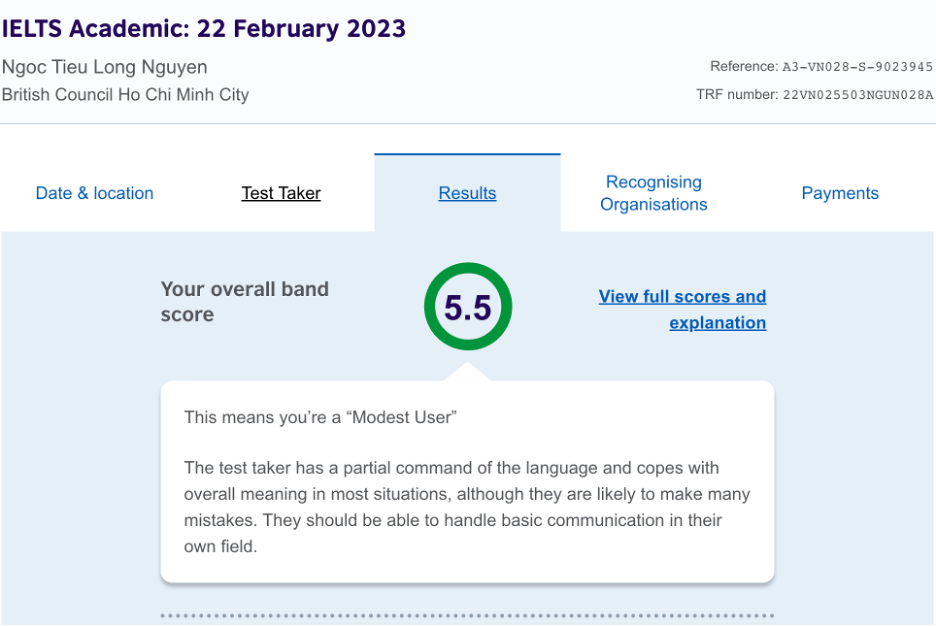 IELTS Academic: 22 February 2023
Ngoc Tieu Long Nguyen
Reference: A3-VN028-S-9023945
British Council Ho Chi Minh City
TRF number: 22VN025503NGUN028A
Date & location
Test Taker
Results
Recognising
Organisations
Payments
Your overall band
score
5.5
View full scores and
explanation
This means you're a “Modest User”
The test taker has a partial command of the language and copes with
overall meaning in most situations, although they are likely to make many
mistakes. They should be able to handle basic communication in their
own field.